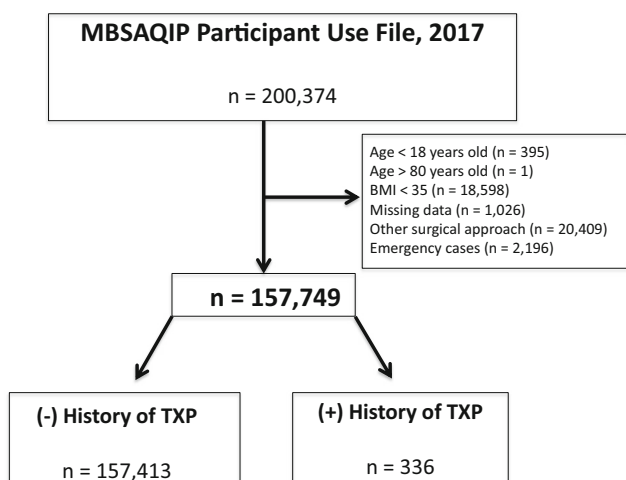 MBSAQIP Participant Use File, 2017
n = 200,374
Age < 18 years old (n = 395)
Age > 80 years old (n = 1)
BMI < 35 (n = 18,598)
Missing data (n = 1,026)
Other surgical approach (n = 20,409)
Emergency cases (n = 2,196)
n = 157,749
(-) History of TXP
n = 157,413
(+) History of TXP
n = 336